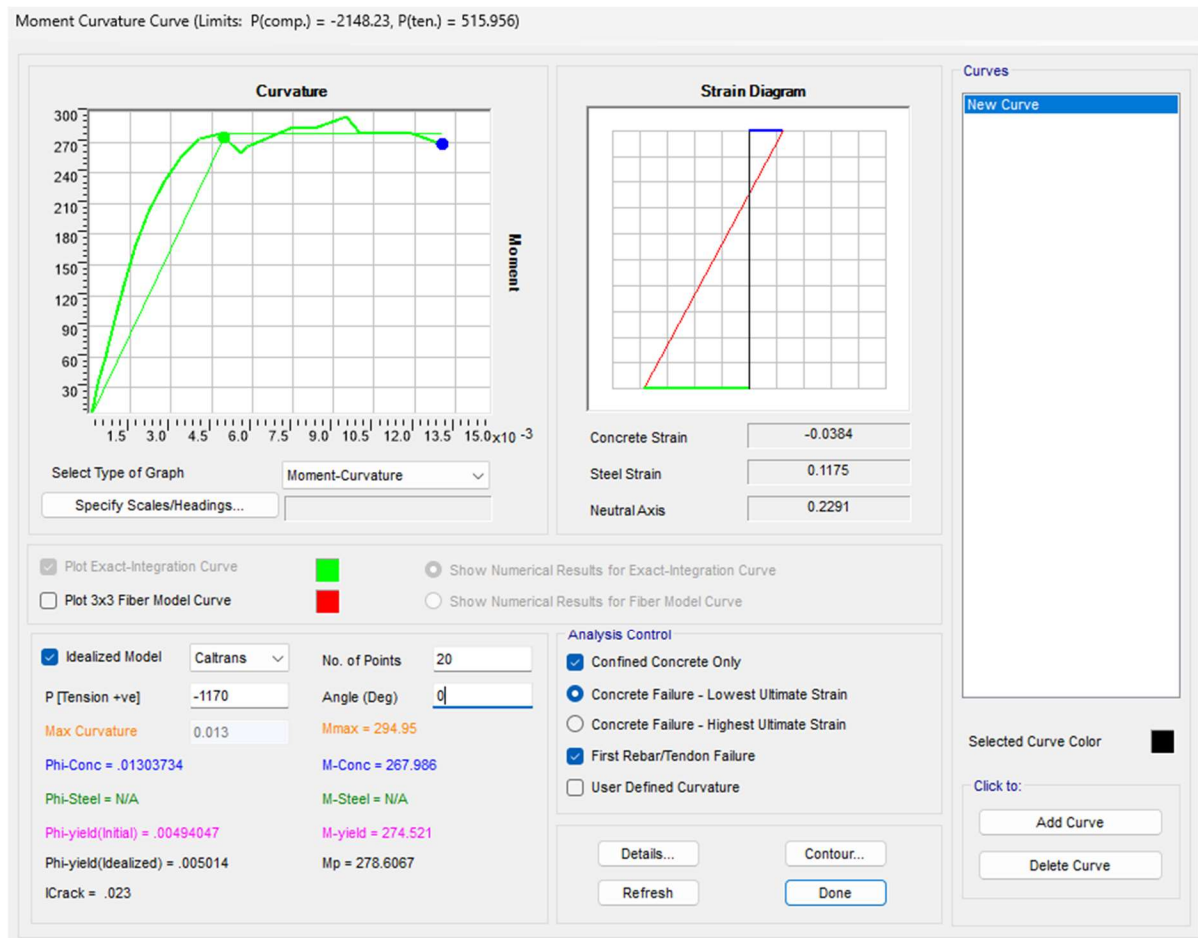 Moment Curvature Curve (Limits: P(comp.) = -2148.23, P(ten.) = 515.956)
Curvature
300
270
240
210
180
150
120
90
60
30
Moment
1.5 3.0 4.5 6.0 7.5 9.0 10.5 12.0 13.5 15.0 x10 -3
Select Type of Graph
Moment-Curvature
Specify Scales/Headings...
Strain Diagram
Concrete Strain -0.0384
Steel Strain 0.1175
Neutral Axis 0.2291
Plot Exact-Integration Curve
Show Numerical Results for Exact-Integration Curve
Plot 3x3 Fiber Model Curve
Show Numerical Results for Fiber Model Curve
Idealized Model Caltrans No. of Points 20
P [Tension +ve] -1170 Angle (Deg) 0
Max Curvature 0.013 Mmax = 294.95
Phi-Conc = .01303734 M-Conc = 267.986
Phi-Steel = N/A M-Steel = N/A
Phi-yield(Initial) = .00494047 M-yield = 274.521
Phi-yield(Idealized) = .005014 Mp = 278.6067
ICrack = .023
Analysis Control
Confined Concrete Only
Concrete Failure - Lowest Ultimate Strain
Concrete Failure - Highest Ultimate Strain
First Rebar/Tendon Failure
User Defined Curvature
Details... Contour...
Refresh Done
Curves
New Curve
Selected Curve Color
Click to:
Add Curve
Delete Curve